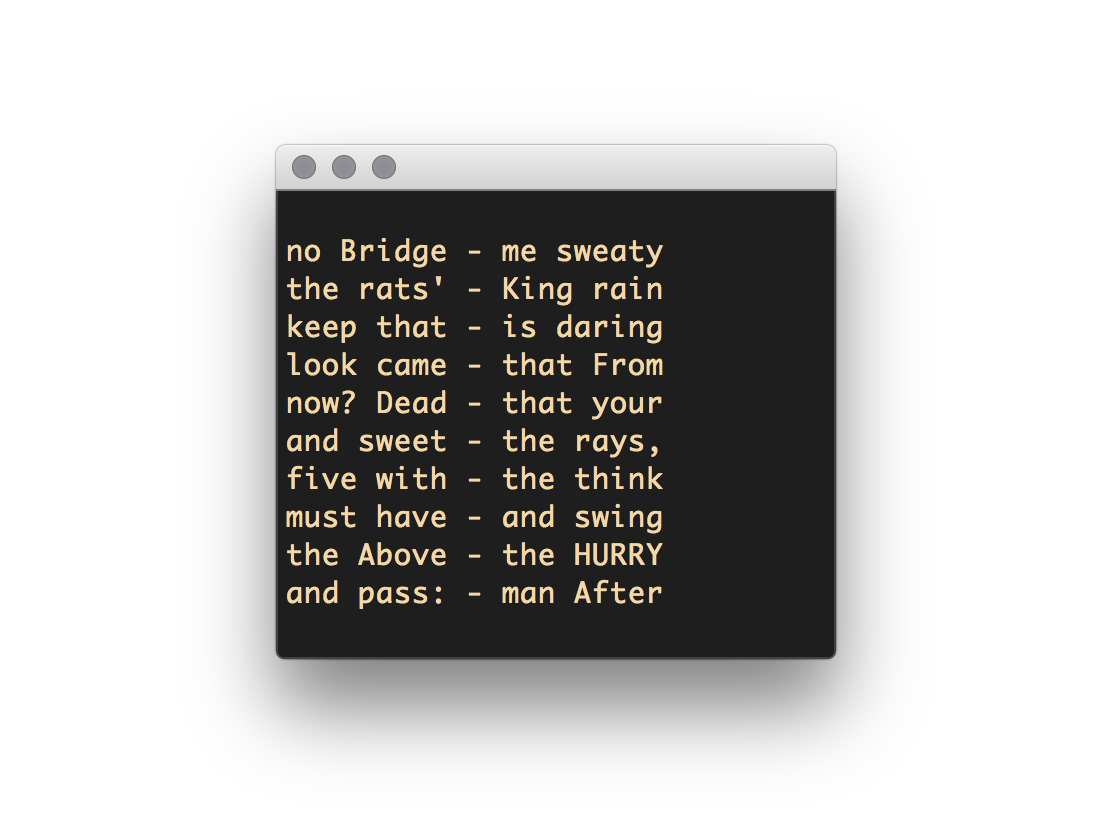 no Bridge - me sweaty
the rats' - King rain
keep that - is daring
look came - that From
now? Dead - that your
and sweet - the rays,
five with - the think
must have - and swing
the Above - the HURRY
and pass: - man After